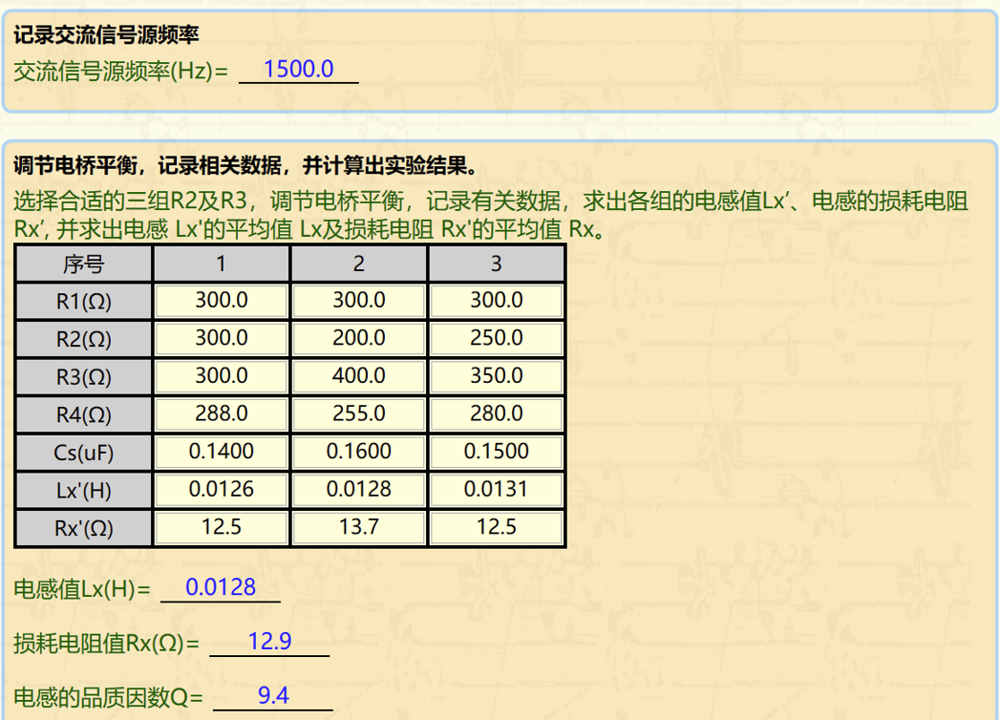 记录交流信号源频率
交流信号源频率(Hz)= 1500.0
调节电桥平衡，记录相关数据，并计算出实验结果。
选择合适的三组R2及R3，调节电桥平衡，记录有关数据，求出各组的电感值Lx′、电感的损耗电阻
Rx′, 并求出电感 Lx'的平均值 Lx及损耗电阻 Rx'的平均值 Rx。
序号 1 2 3
R1(Ω) 300.0 300.0 300.0
R2(Ω) 300.0 200.0 250.0
R3(Ω) 300.0 400.0 350.0
R4(Ω) 288.0 255.0 280.0
Cs(uF) 0.1400 0.1600 0.1500
Lx'(H) 0.0126 0.0128 0.0131
Rx'(Ω) 12.5 13.7 12.5
电感值Lx(H)= 0.0128
损耗电阻值Rx(Ω)= 12.9
电感的品质因数Q= 9.4